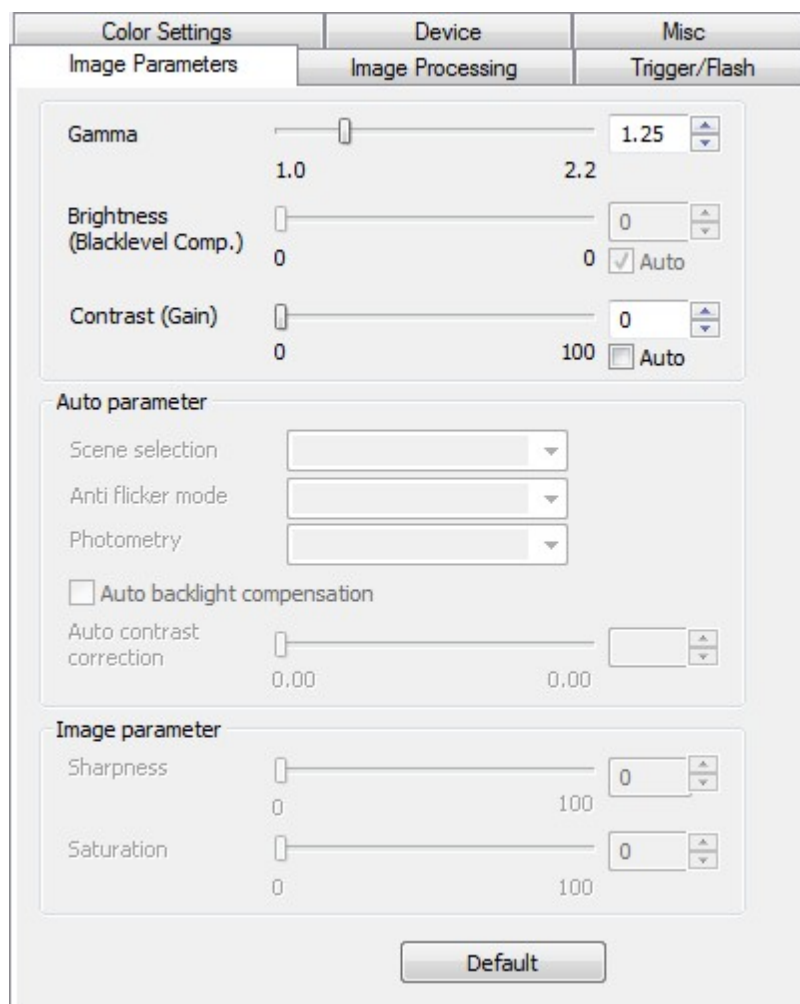 Color Settings Device Misc
Image Parameters Image Processing Trigger/Flash
Gamma 1.25
1.0 2.2
Brightness
(Blacklevel Comp.) 0
0 0 Auto
Contrast (Gain) 0
0 100 Auto
Auto parameter
Scene selection
Anti flicker mode
Photometry
Auto backlight compensation
Auto contrast
correction
0.00 0.00
Image parameter
Sharpness 0
0 100
Saturation 0
0 100
Default